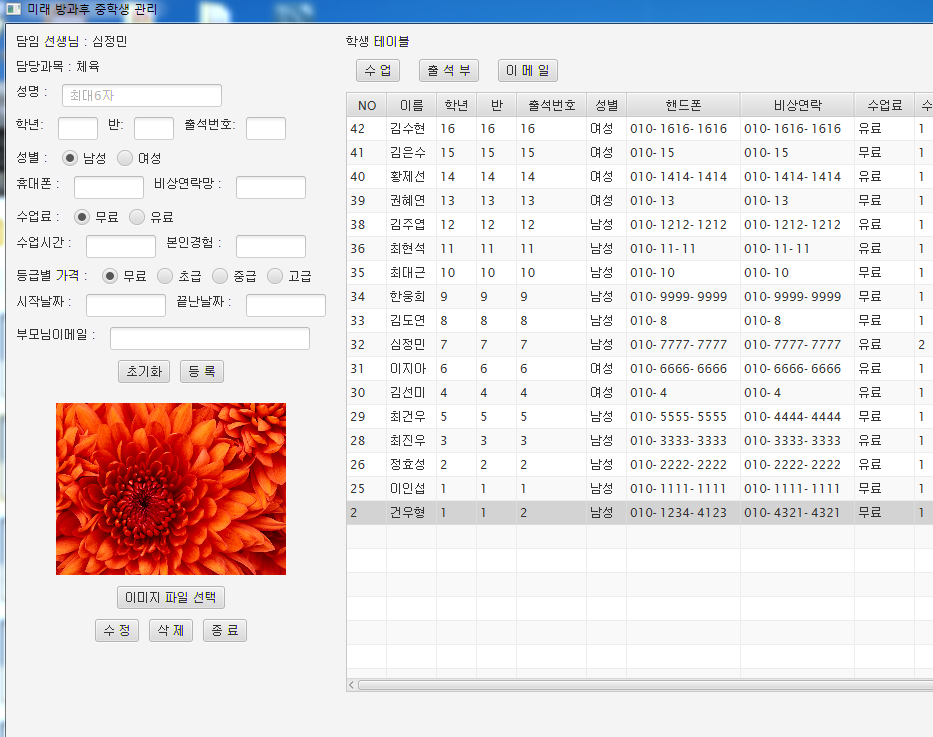 미래 방과후 중학생 관리
담임 선생님 : 심정민
담당과목 : 체육
성명 : 최대6자
학년: 반: 출석번호:
성별 : 남성 여성
휴대폰 : 비상연락망 :
수업료 : 무료 유료
수업시간 : 본인경험 :
등급별 가격 : 무료 초급 중급 고급
시작날짜 : 끝난날짜 :
부모님이메일 :
초기화 등 록
이미지 파일 선택
수 정 삭 제 종 료
학생 테이블
수 업 출 석 부 이 메 일
NO 이름 학년 반 출석번호 성별 핸드폰 비상연락 수업료 수
42 김수현 16 16 16 여성 010-1616-1616 010-1616-1616 유료 1
41 김은수 15 15 15 여성 010-15 010-15 무료 1
40 황제선 14 14 14 여성 010-1414-1414 010-1414-1414 유료 1
39 권혜연 13 13 13 여성 010-13 010-13 무료 1
38 김주엽 12 12 12 남성 010-1212-1212 010-1212-1212 유료 1
36 최현석 11 11 11 남성 010-11-11 010-11-11 유료 1
35 최대근 10 10 10 남성 010-10 010-10 무료 1
34 한웅희 9 9 9 남성 010-9999-9999 010-9999-9999 무료 1
33 김도연 8 8 8 남성 010-8 010-8 무료 1
32 심정민 7 7 7 남성 010-7777-7777 010-7777-7777 유료 2
31 이지아 6 6 6 여성 010-6666-6666 010-6666-6666 유료 1
30 김선미 4 4 4 여성 010-4 010-4 유료 1
29 최건우 5 5 5 남성 010-5555-5555 010-4444-4444 무료 1
28 최진우 3 3 3 남성 010-3333-3333 010-3333-3333 유료 1
26 정효성 2 2 2 남성 010-2222-2222 010-2222-2222 유료 1
25 이인섭 1 1 1 남성 010-1111-1111 010-1111-1111 무료 1
2 건우형 1 1 2 남성 010-1234-4123 010-4321-4321 무료 1